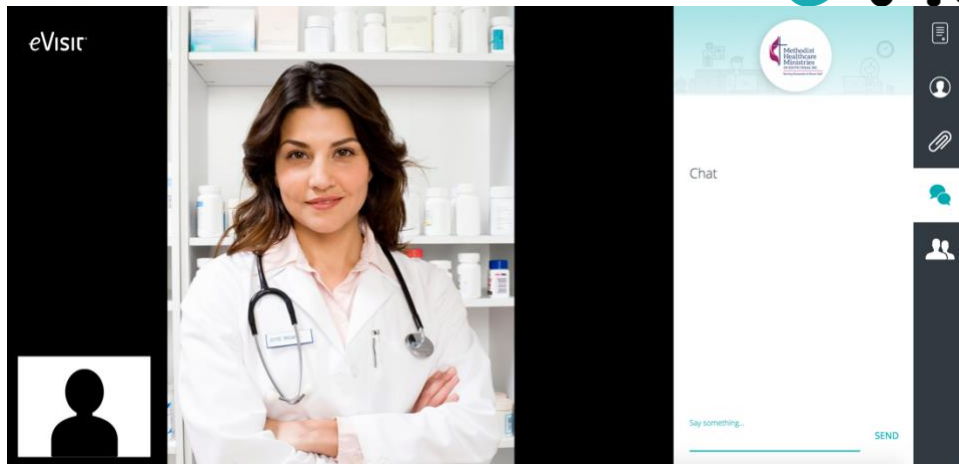 eVisit
Methodist
Healthcare
Ministries
Chat
Say something...
SEND